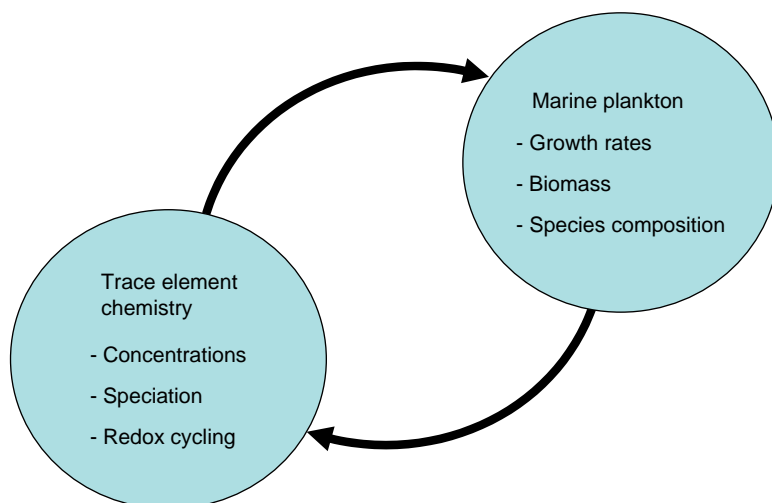 Marine plankton
- Growth rates
- Biomass
- Species composition
Trace element
chemistry
- Concentrations
- Speciation
- Redox cycling